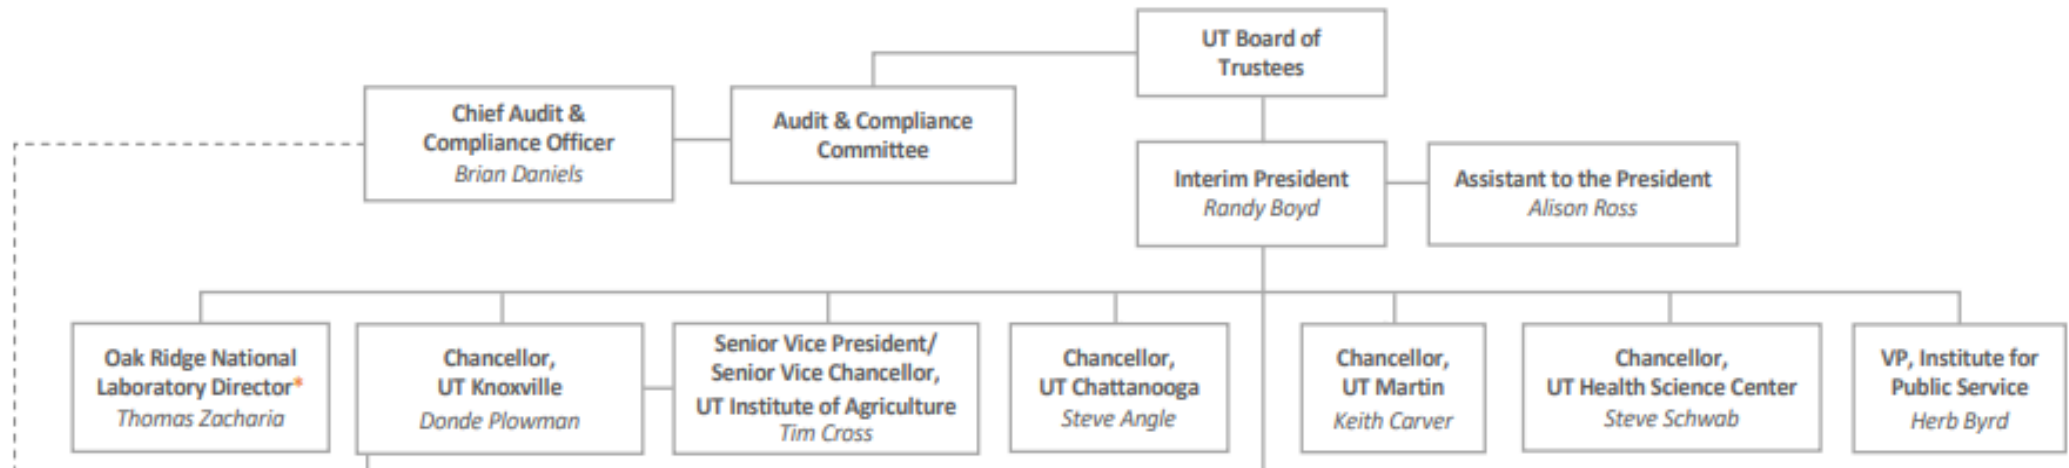 UT Board of
Trustees
Chief Audit &
Compliance Officer
Brian Daniels
Audit & Compliance
Committee
Interim President
Randy Boyd
Assistant to the President
Alison Ross
Oak Ridge National
Laboratory Director*
Thomas Zacharia
Chancellor,
UT Knoxville
Donde Plowman
Senior Vice President/
Senior Vice Chancellor,
UT Institute of Agriculture
Tim Cross
Chancellor,
UT Chattanooga
Steve Angle
Chancellor,
UT Martin
Keith Carver
Chancellor,
UT Health Science Center
Steve Schwab
VP, Institute for
Public Service
Herb Byrd